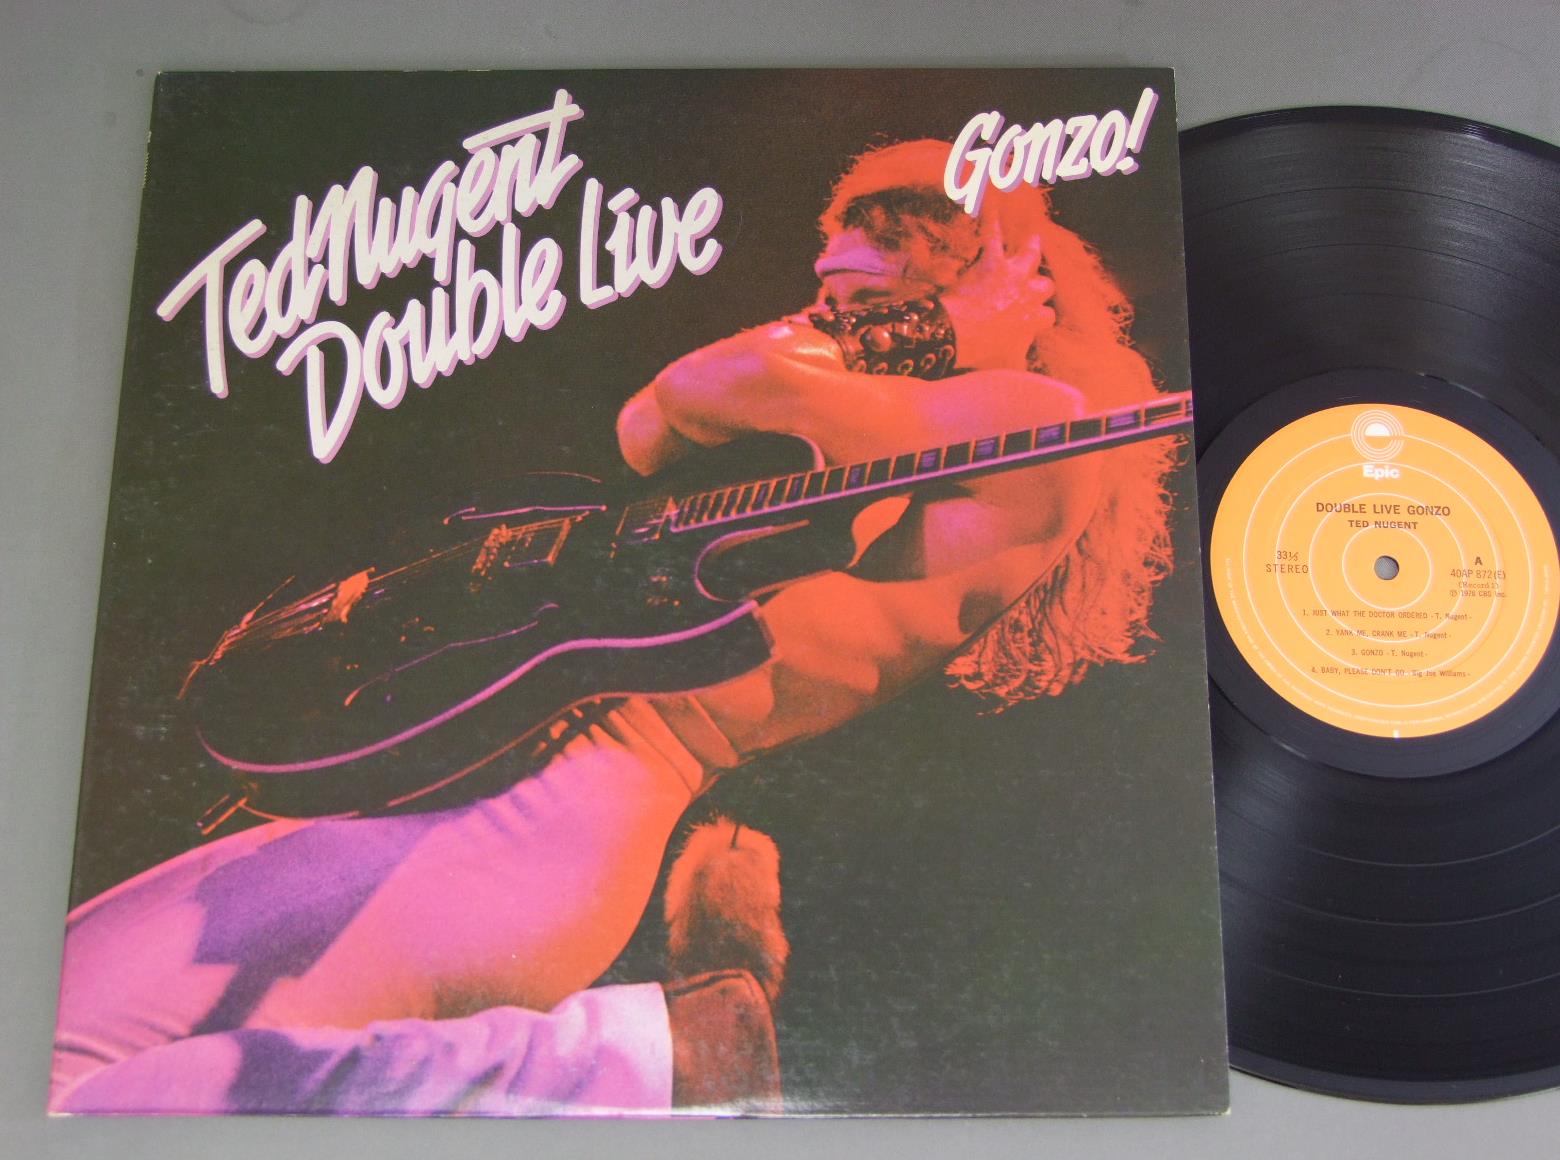 Ted Nugent
Double Live
Gonzo!
Epic
DOUBLE LIVE GONZO
TED NUGENT
33⅓
STEREO
A
40AP 872(E)
(Record 1)
Ⓟ 1978 CBS Inc.
1. JUST WHAT THE DOCTOR ORDERED - T. Nugent -
2. YANK ME, CRANK ME - T. Nugent -
3. GONZO - T. Nugent -
4. BABY, PLEASE DON'T GO - Big Joe Williams -